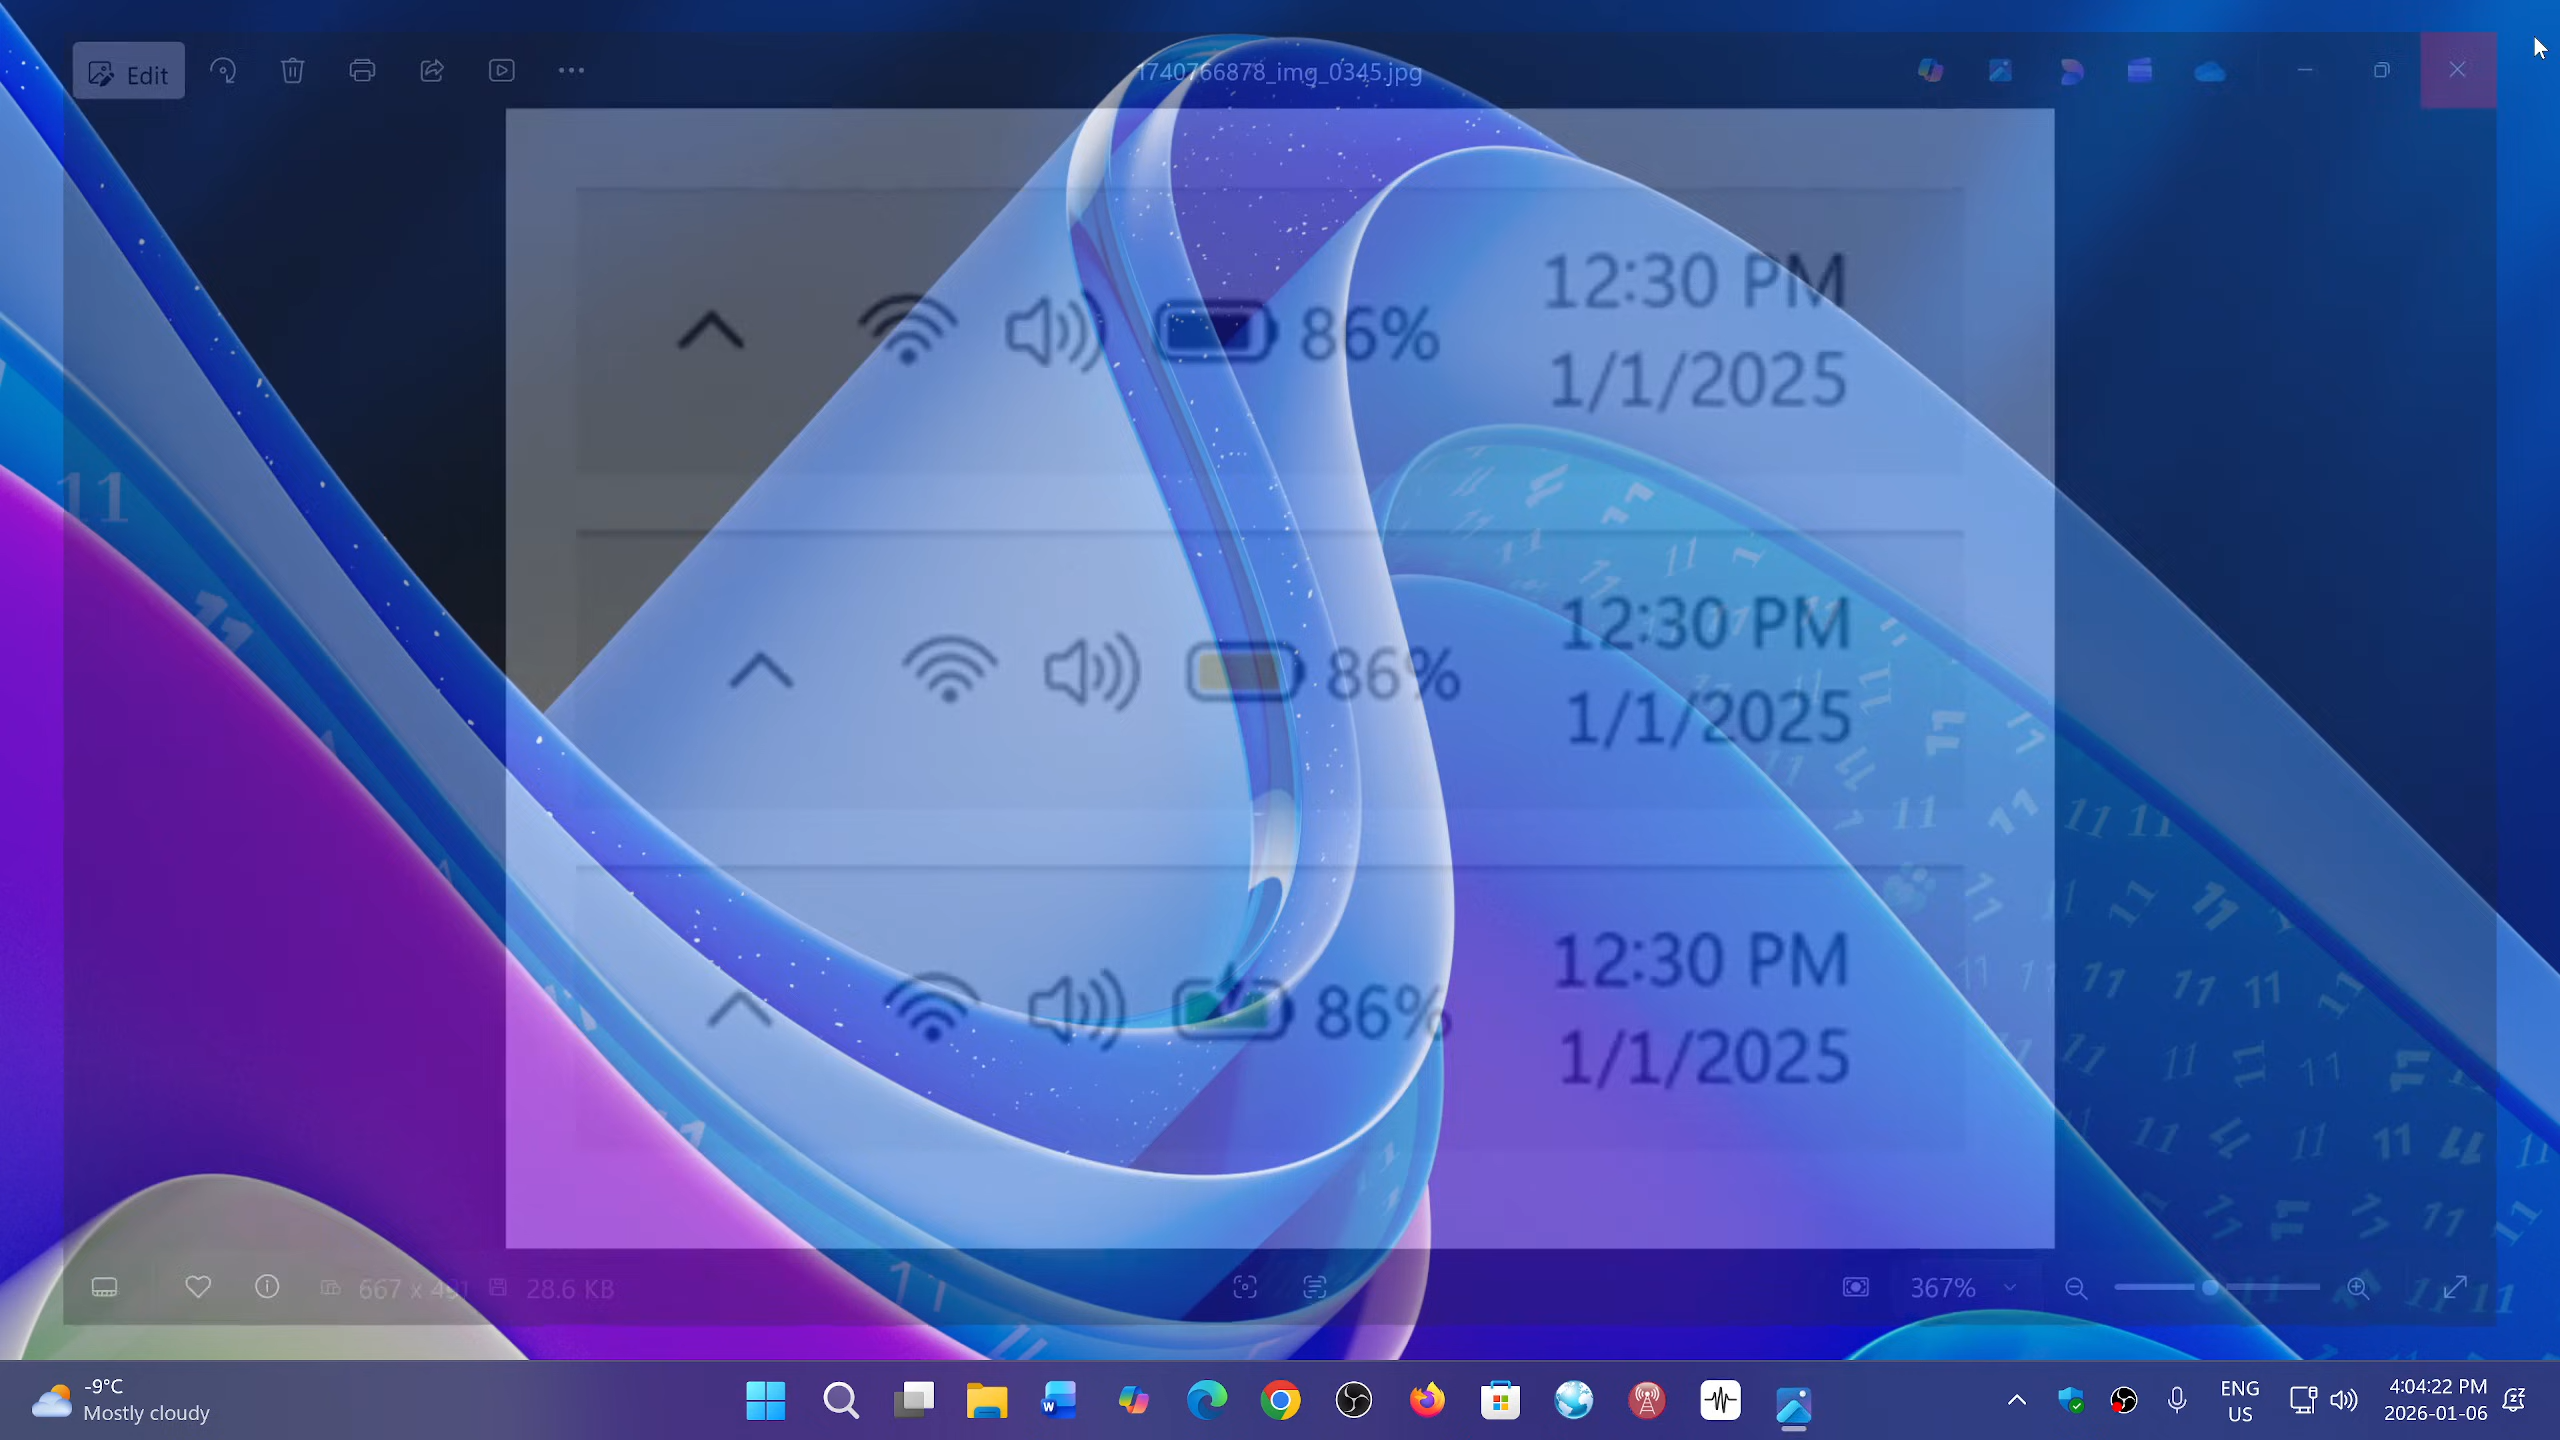 Edit
1740766878_img_0345.jpg
86%
12:30 PM
1/1/2025
86%
12:30 PM
1/1/2025
86%
12:30 PM
1/1/2025
667 x 491
28.6 KB
367%
-9°C
Mostly cloudy
ENG
US
4:04:22 PM
2026-01-06